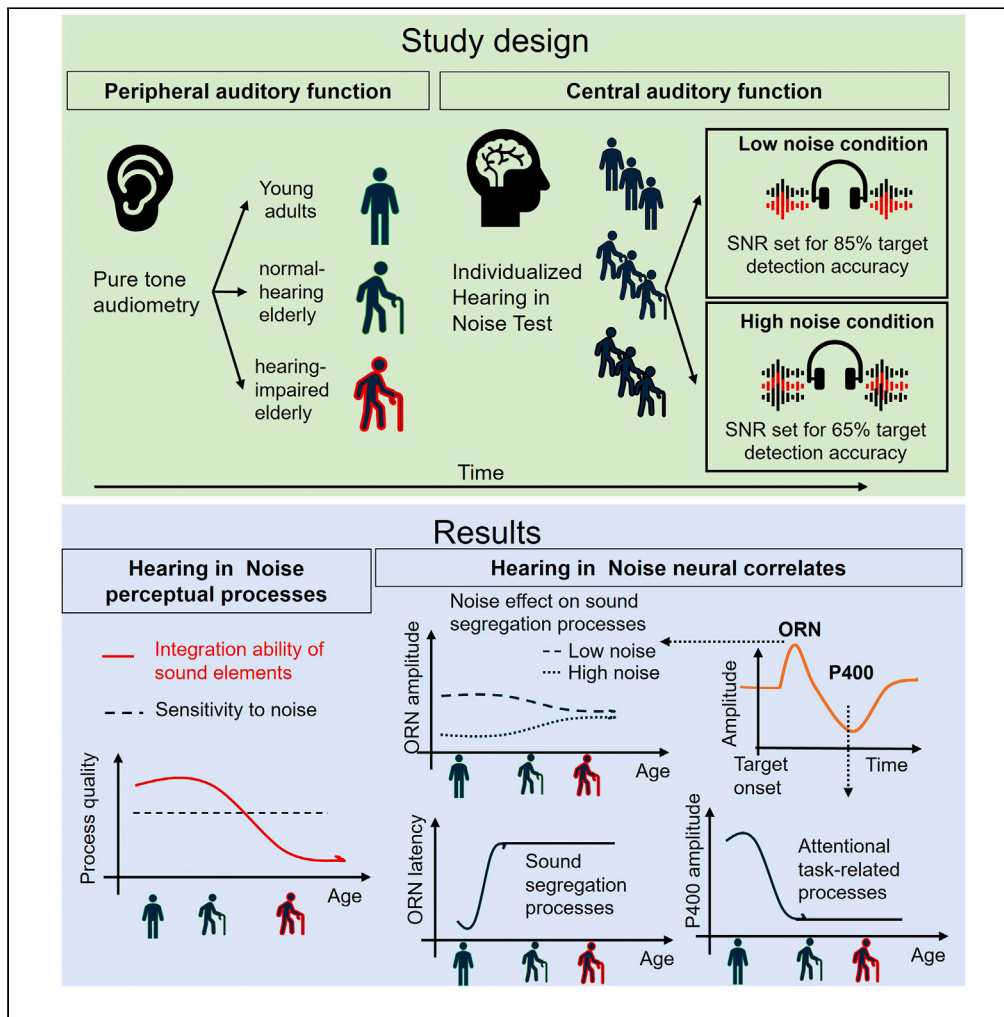 Study design
Peripheral auditory function
Pure tone
audiometry
Young
adults
normal-
hearing
elderly
hearing-
impaired
elderly
Central auditory function
Individualized
Hearing in
Noise Test
Low noise condition
SNR set for 85% target
detection accuracy
High noise condition
SNR set for 65% target
detection accuracy
Time
Results
Hearing in Noise
perceptual processes
Integration ability of
sound elements
Sensitivity to noise
Process quality
Age
Hearing in Noise neural correlates
Noise effect on sound
segregation processes
Low noise
High noise
ORN amplitude
Age
ORN
P400
Amplitude
Target
onset
Time
ORN latency
Sound
segregation
processes
Age
P400 amplitude
Attentional
task-related
processes
Age